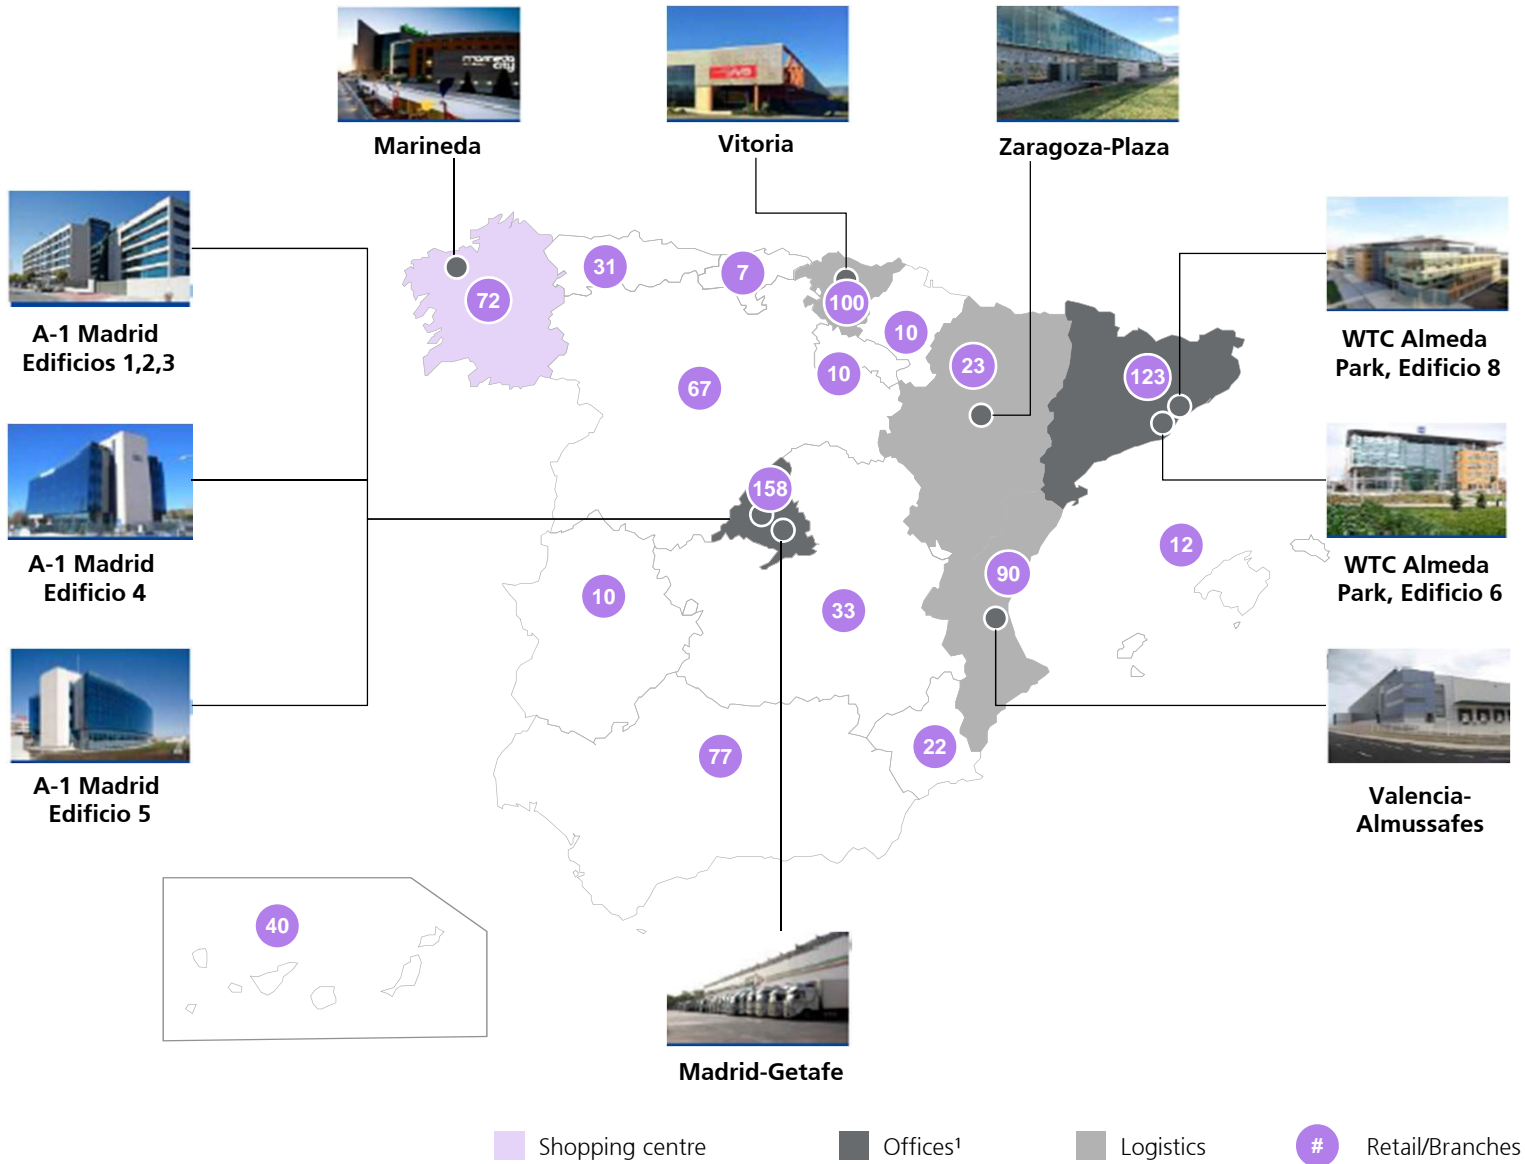 marineda
city
Marineda
Vitoria
Zaragoza-Plaza
A-1 Madrid
Edificios 1,2,3
A-1 Madrid
Edificio 4
A-1 Madrid
Edificio 5
WTC Almeda
Park, Edificio 8
WTC Almeda
Park, Edificio 6
Valencia-
Almussafes
72
31
7
100
10
10
23
123
67
158
12
90
10
33
77
22
40
Madrid-Getafe
Shopping centre
Offices¹
Logistics
# Retail/Branches